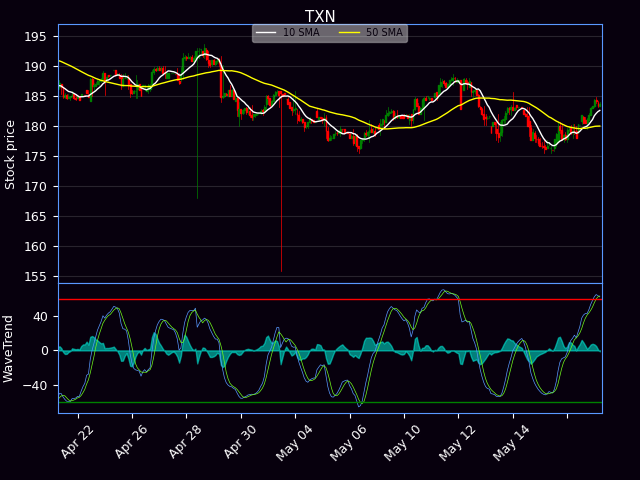 TXN
10 SMA 50 SMA
195
190
185
180
175
170
165
160
155
Stock price
40
0
−40
WaveTrend
Apr 22
Apr 26
Apr 28
Apr 30
May 04
May 06
May 10
May 12
May 14